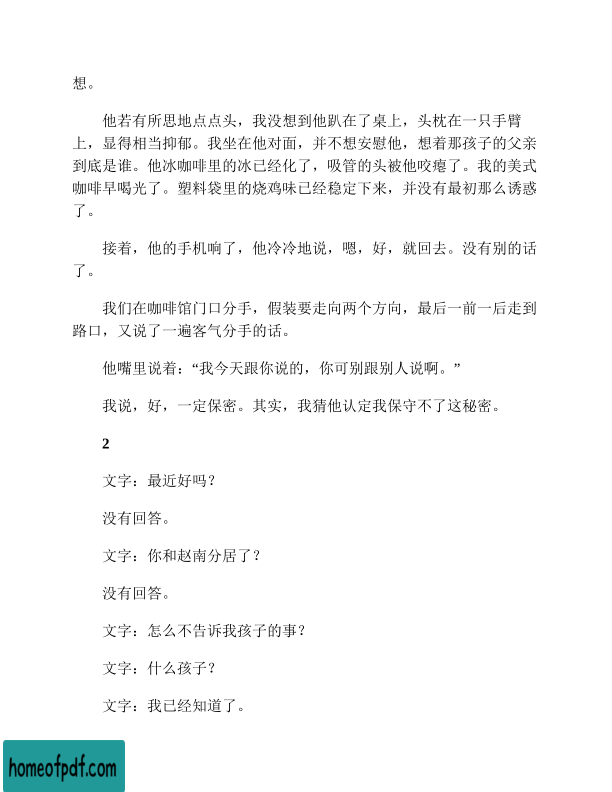 想。
他若有所思地点点头，我没想到他趴在了桌上，头枕在一只手臂
上，显得相当抑郁。我坐在他对面，并不想安慰他，想着那孩子的父亲
到底是谁。他冰咖啡里的冰已经化了，吸管的头被他咬瘪了。我的美式
咖啡早喝光了。塑料袋里的烧鸡味已经稳定下来，并没有最初那么诱惑
了。
接着，他的手机响了，他冷冷地说，嗯，好，就回去。没有别的话
了。
我们在咖啡馆门口分手，假装要走向两个方向，最后一前一后走到
路口，又说了一遍客气分手的话。
他嘴里说着：“我今天跟你说的，你可别跟别人说啊。”
我说，好，一定保密。其实，我猜他认定我保守不了这秘密。
2
文字：最近好吗？
没有回答。
文字：你和赵南分居了？
没有回答。
文字：怎么不告诉我孩子的事？
文字：什么孩子？
文字：我已经知道了。
homeofpdf.com